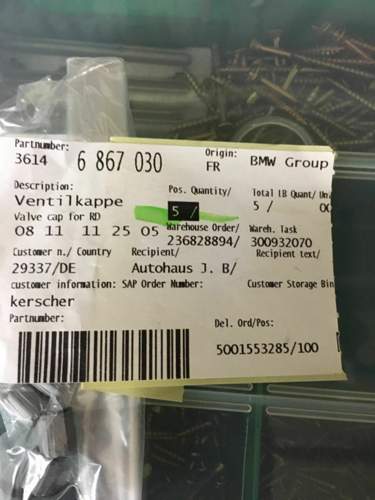 Partnumber: Origin: BMW Group
3614 6 867 030 FR
Description: Pos. Quantity/ Total IB Quant/
Ventilkappe 5 / 5 /
Valve cap for RD Warehouse Order/ Wareh. Task
08 11 11 25 05 236828894/ 300932070
Customer n./ Country Recipient/ Recipient text/
29337/DE Autohaus J. B/
customer information: SAP Order Number: Customer Storage Bin
kerscher
Partnumber: Del. Ord/Pos:
5001553285/100